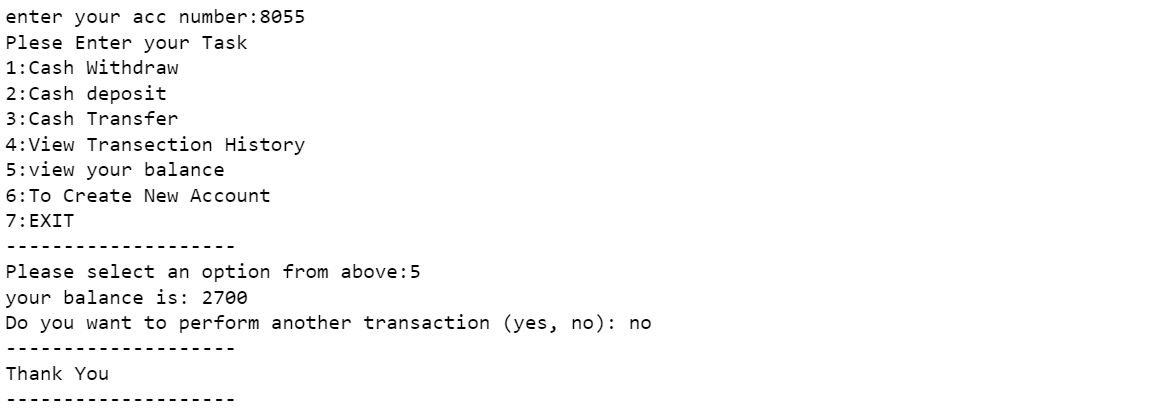 enter your acc number:8055
Plese Enter your Task
1:Cash Withdraw
2:Cash deposit
3:Cash Transfer
4:View Transection History
5:view your balance
6:To Create New Account
7:EXIT
--------------------
Please select an option from above:5
your balance is: 2700
Do you want to perform another transaction (yes, no): no
--------------------
Thank You
--------------------